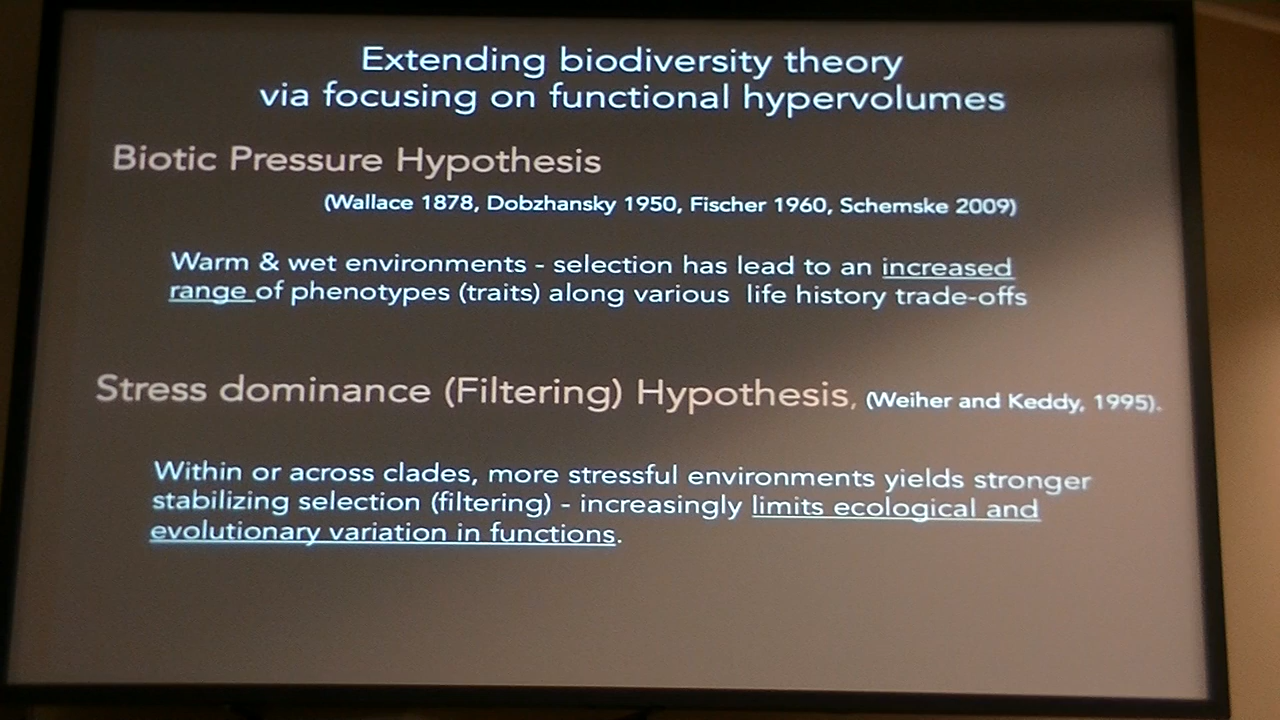 Extending biodiversity theory
via focusing on functional hypervolumes
Biotic Pressure Hypothesis
(Wallace 1878, Dobzhansky 1950, Fischer 1960, Schemske 2009)
Warm & wet environments - selection has lead to an increased
range of phenotypes (traits) along various life history trade-offs
Stress dominance (Filtering) Hypothesis, (Weiher and Keddy, 1995).
Within or across clades, more stressful environments yields stronger
stabilizing selection (filtering) - increasingly limits ecological and
evolutionary variation in functions.